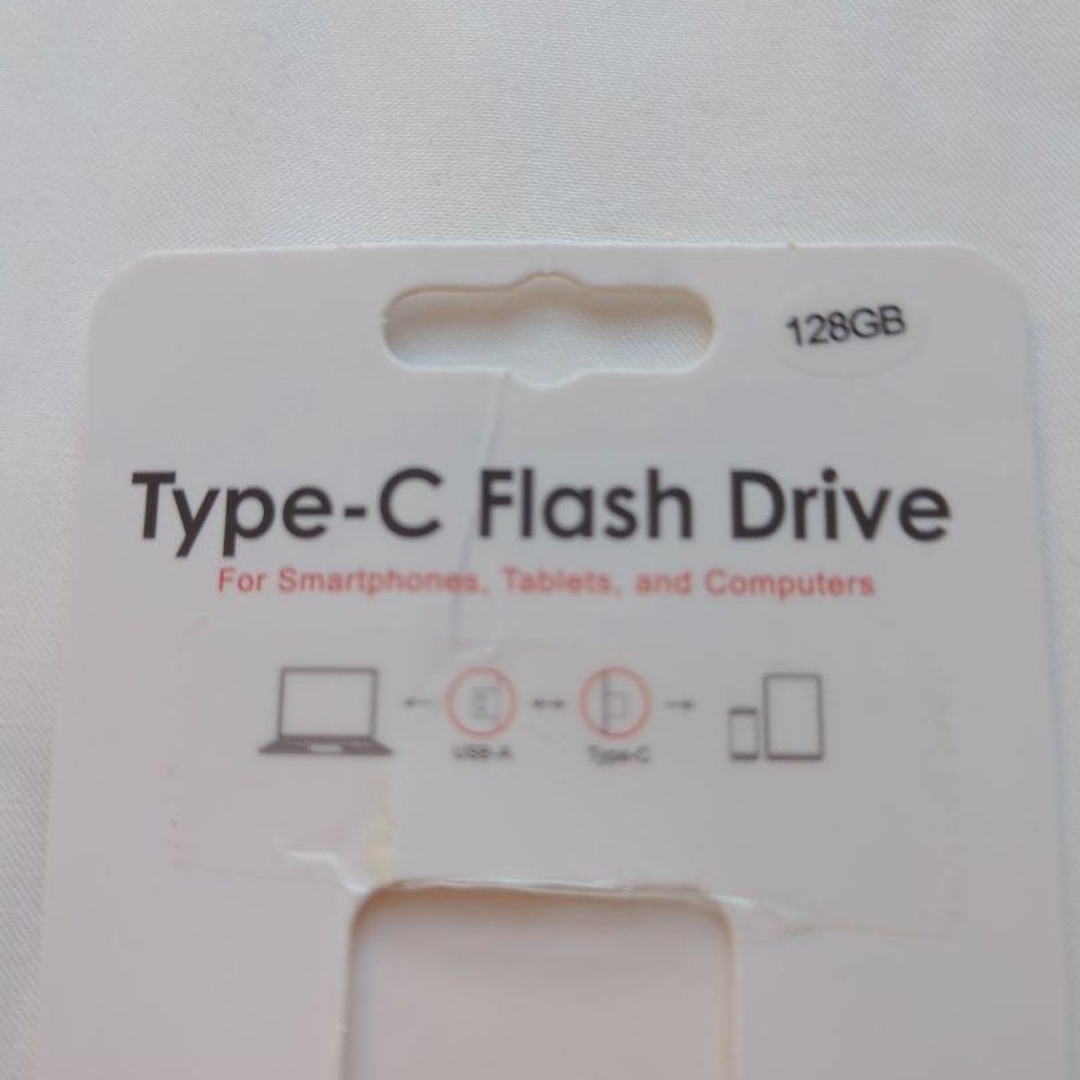 128GB
Type-C Flash Drive
For Smartphones, Tablets, and Computers
USB-A Type-C